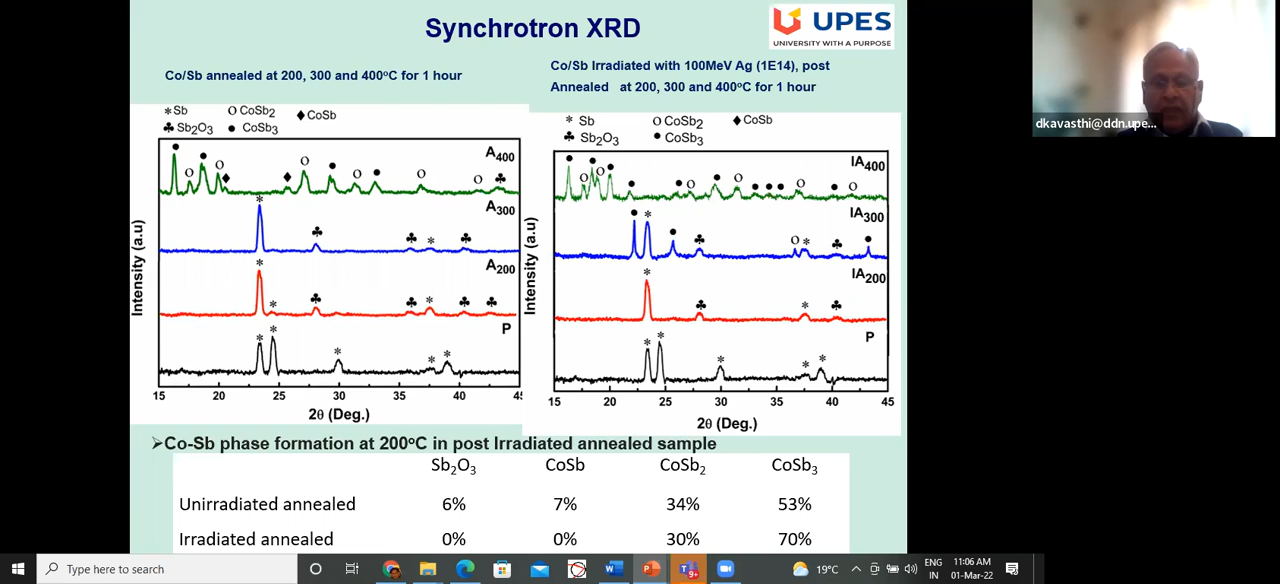 Synchrotron XRD
UPES
UNIVERSITY WITH A PURPOSE
Co/Sb annealed at 200, 300 and 400°C for 1 hour
Co/Sb Irradiated with 100MeV Ag (1E14), post
Annealed at 200, 300 and 400°C for 1 hour
* Sb O CoSb2 ♦ CoSb
♣ Sb2O3 ● CoSb3
A400
A300
A200
P
Intensity (a.u)
15 20 25 30 35 40 45
2θ (Deg.)
* Sb O CoSb2 ♦ CoSb
♣ Sb2O3 ● CoSb3
IA400
IA300
IA200
P
Intensity (a.u)
15 20 25 30 35 40 45
2θ (Deg.)
➢Co-Sb phase formation at 200°C in post Irradiated annealed sample
Sb2O3 CoSb CoSb2 CoSb3
Unirradiated annealed 6% 7% 34% 53%
Irradiated annealed 0% 0% 30% 70%
dkavasthi@ddn.upe...
Type here to search
9+
19°C
ENG
IN
11:06 AM
01-Mar-22